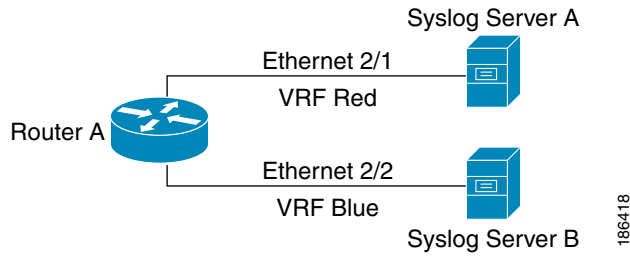 Syslog Server A
Ethernet 2/1
VRF Red
Router A
Ethernet 2/2
VRF Blue
Syslog Server B
186418